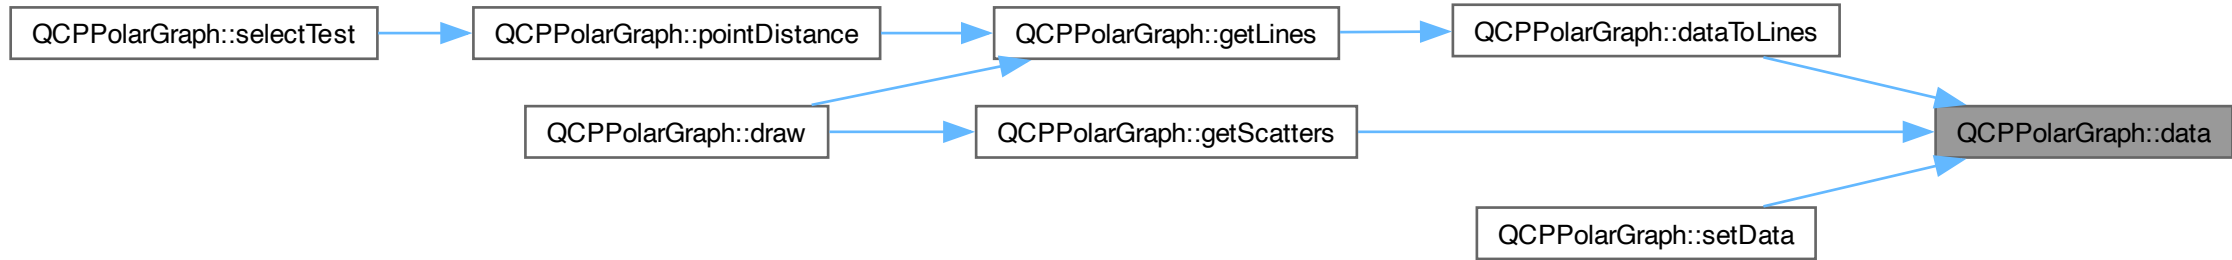 QCPPolarGraph::selectTest
QCPPolarGraph::pointDistance
QCPPolarGraph::getLines
QCPPolarGraph::dataToLines
QCPPolarGraph::draw
QCPPolarGraph::getScatters
QCPPolarGraph::data
QCPPolarGraph::setData